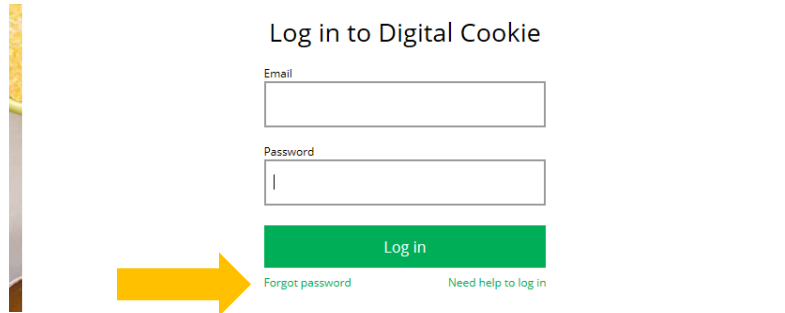 Log in to Digital Cookie
Email
Password
Log in
Forgot password
Need help to log in